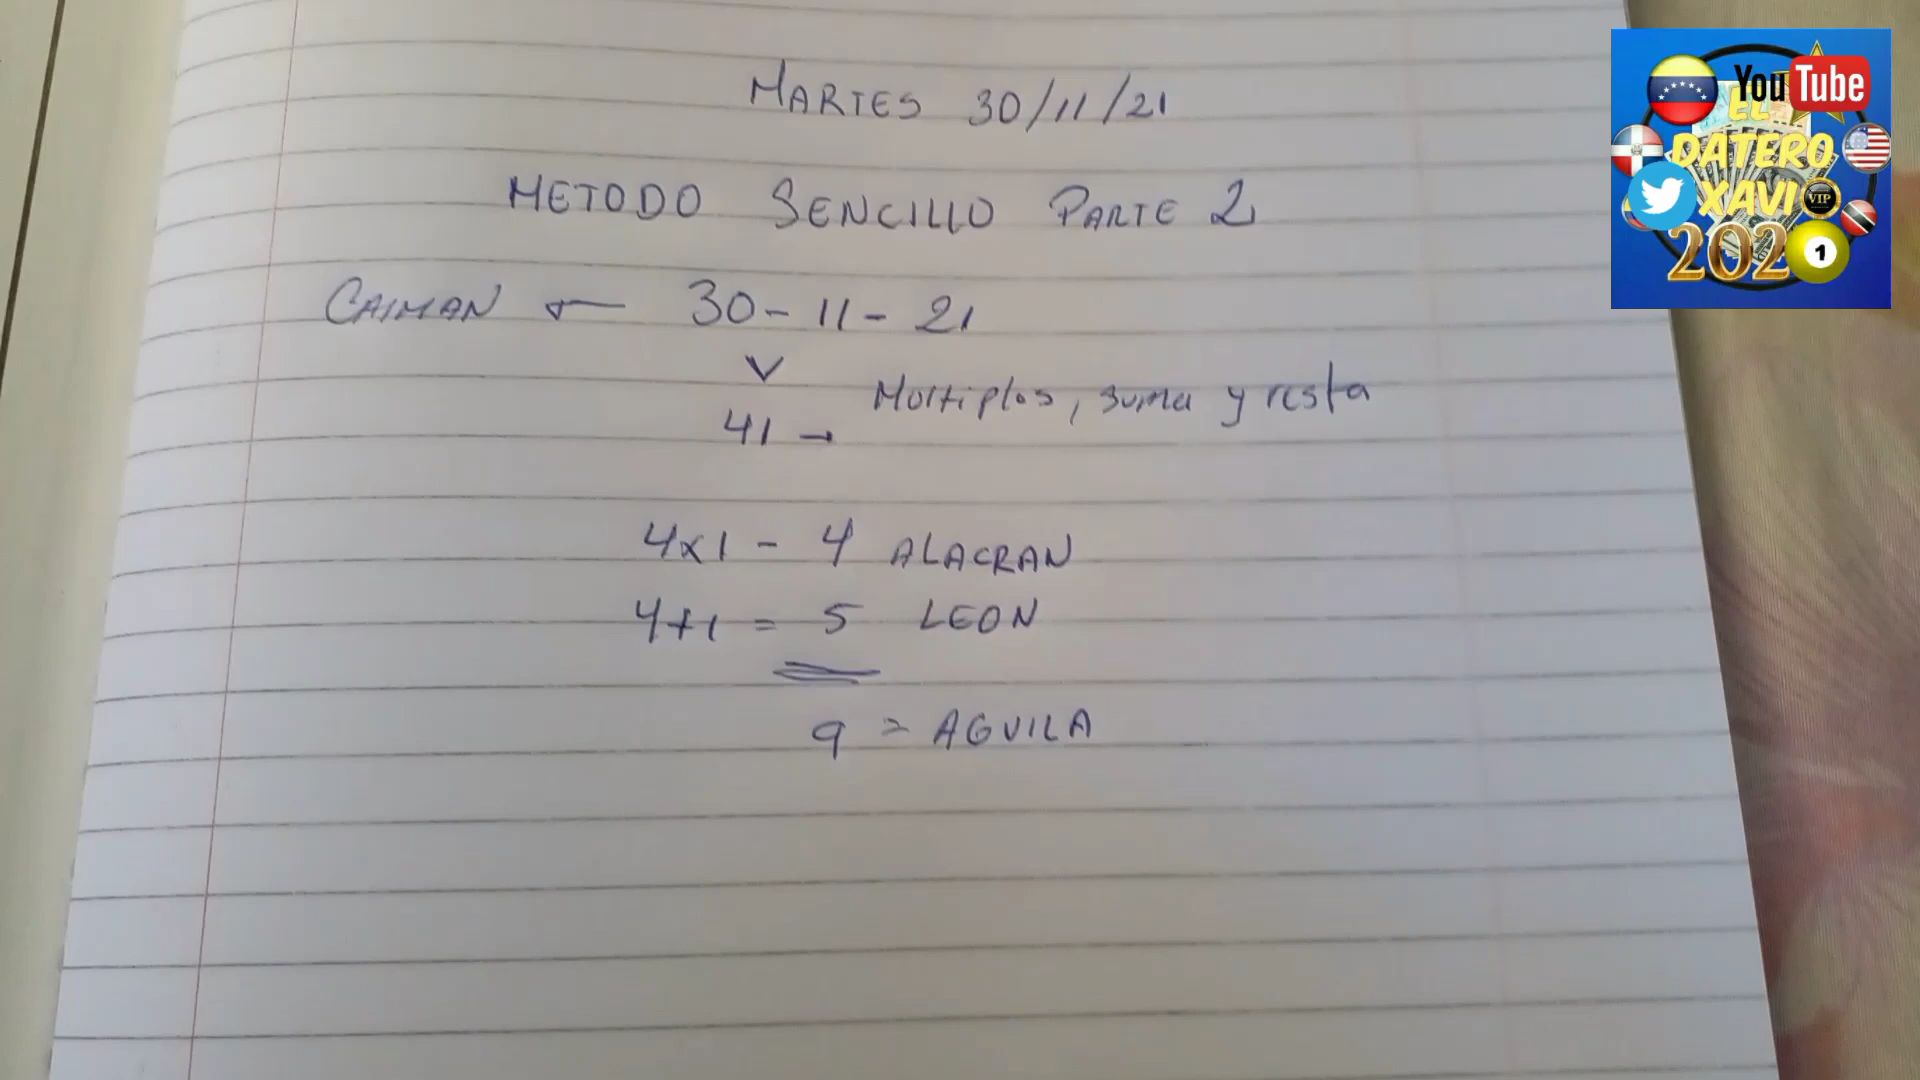 MARTES 30/11/21
METODO SENCILLO PARTE 2
CAIMAN ← 30-11-21
41 → Multiplos, suma y resta
4x1 - 4 ALACRAN
4+1 = 5 LEON
9 = AGUILA
YouTube
EL
DATERO
XAVI VIP
202 1